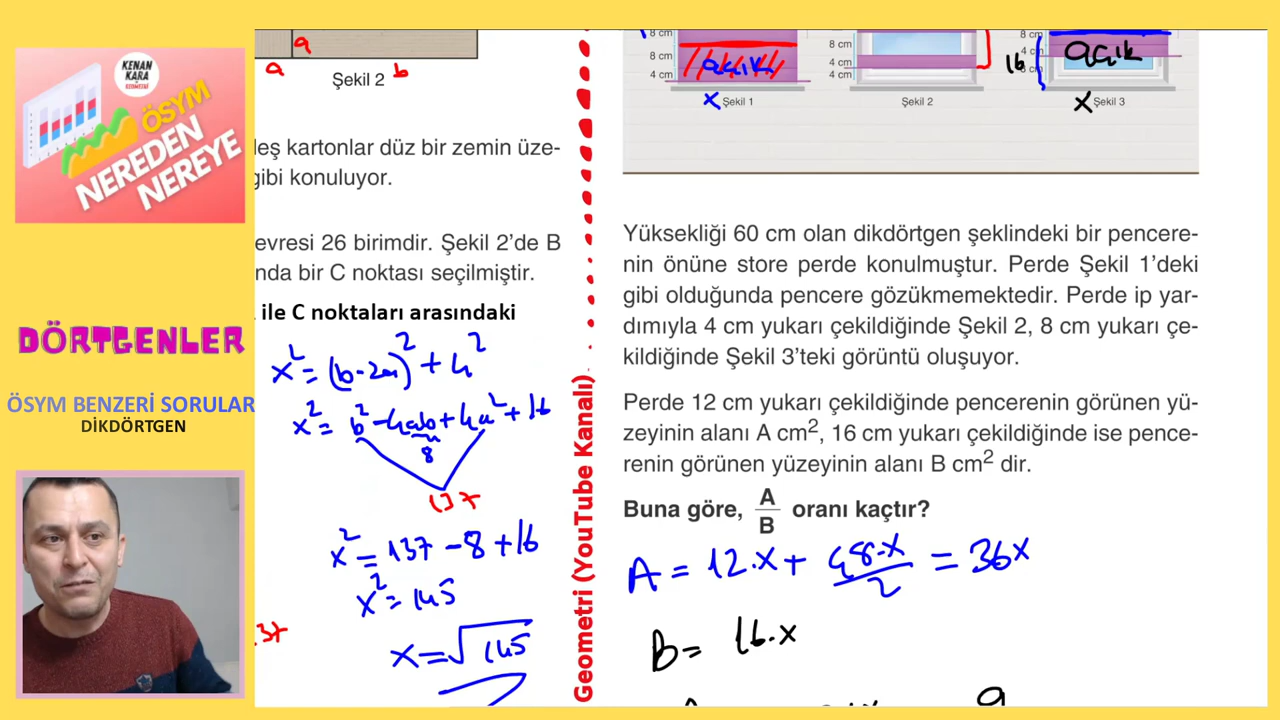 KENAN
KARA
GEOMETRİ
ÖSYM
NEREDEN
NEREYE
DÖRTGENLER
ÖSYM BENZERİ SORULAR
DİKDÖRTGEN
a
a
b
Şekil 2
leş kartonlar düz bir zemin üze-
gibi konuluyor.
evresi 26 birimdir. Şekil 2’de B
nda bir C noktası seçilmiştir.
ile C noktaları arasındaki
x² = (b-2a)² + 4²
x² = b² - 4ab + 4a² + 16
8
137
x² = 137 - 8 + 16
x² = 145
x = √145
37
Geometri (YouTube Kanalı)
8 cm
4 cm
4 cm
açık
x Şekil 1
8 cm
4 cm
4 cm
Şekil 2
8 cm
4 cm
4 c
16
açık
x Şekil 3
Yüksekliği 60 cm olan dikdörtgen şeklindeki bir pencere-
nin önüne store perde konulmuştur. Perde Şekil 1’deki
gibi olduğunda pencere gözükmemektedir. Perde ip yar-
dımıyla 4 cm yukarı çekildiğinde Şekil 2, 8 cm yukarı çe-
kildiğinde Şekil 3’teki görüntü oluşuyor.
Perde 12 cm yukarı çekildiğinde pencerenin görünen yü-
zeyinin alanı A cm², 16 cm yukarı çekildiğinde ise pence-
renin görünen yüzeyinin alanı B cm² dir.
Buna göre, A/B oranı kaçtır?
A = 12.x + 48.x/2 = 36x
B = 16.x
9